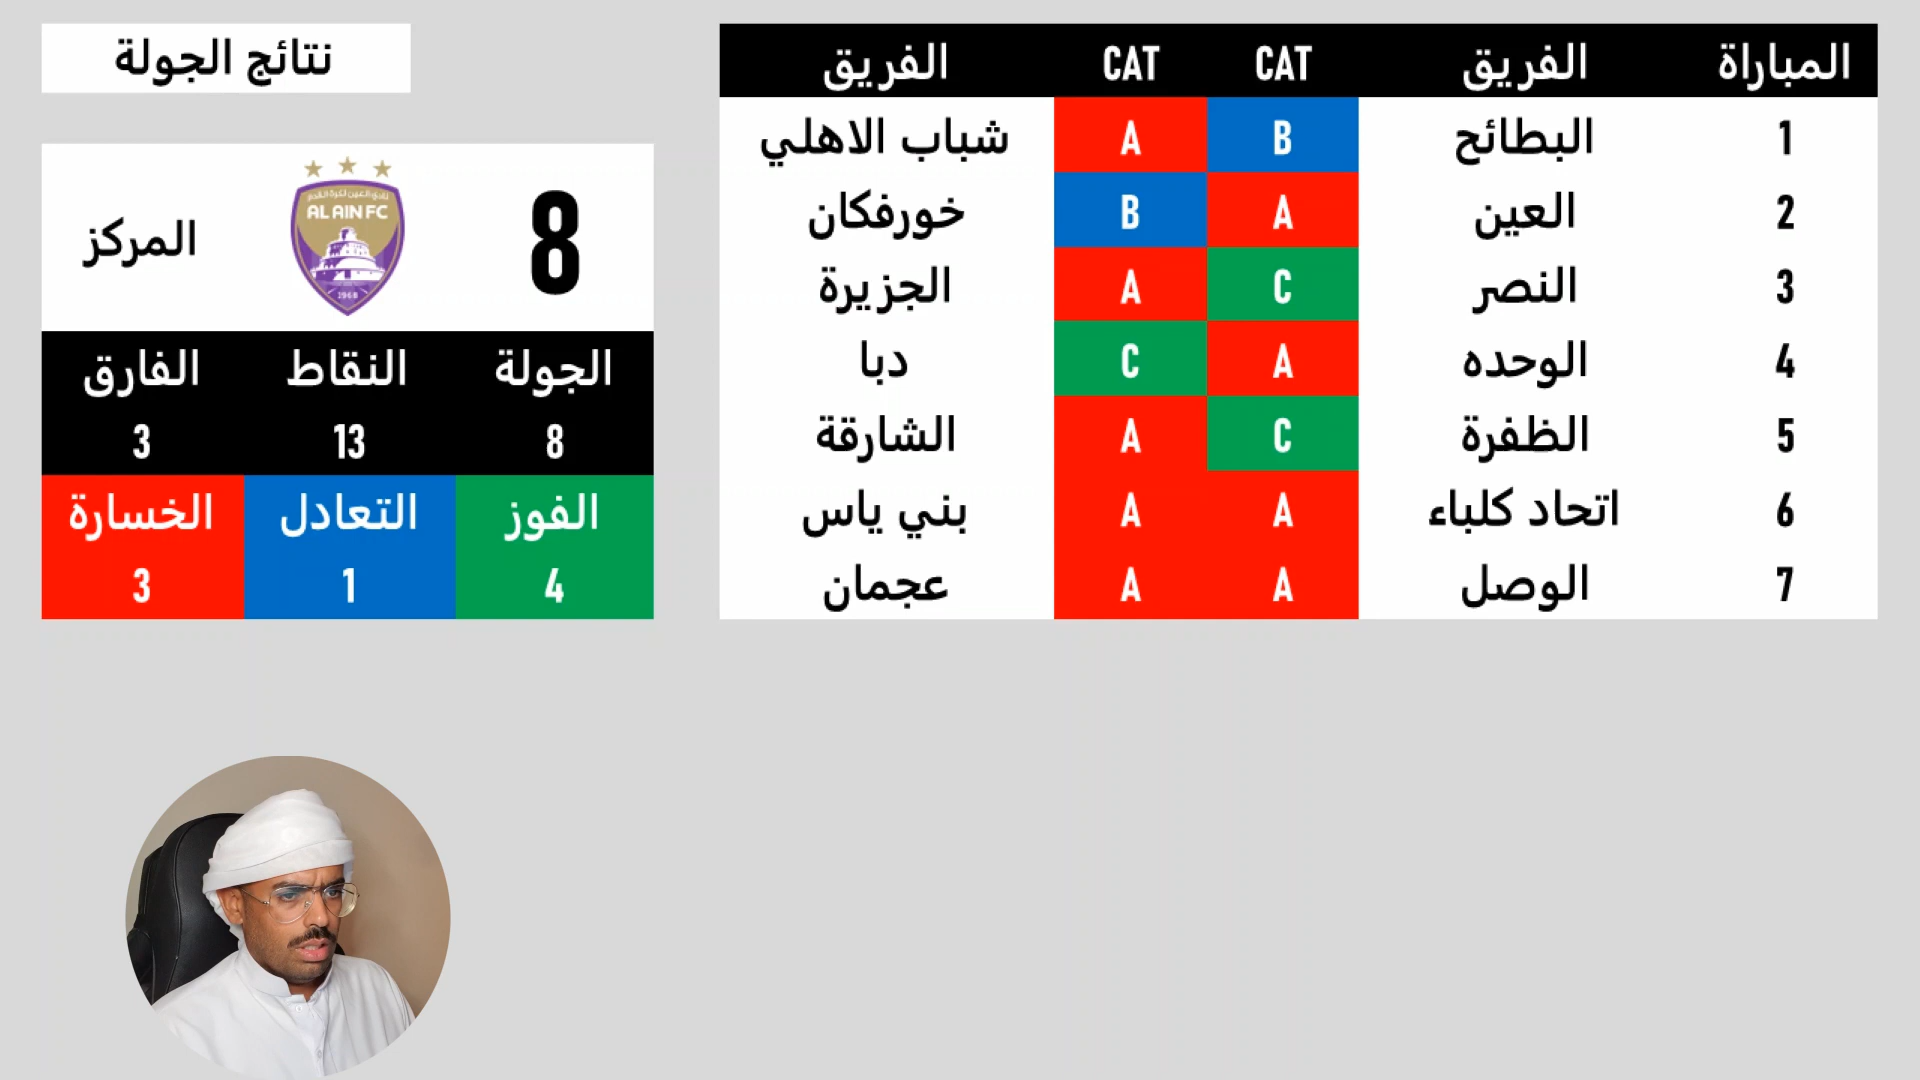 نتائج الجولة
المركز
8
AL AIN FC
1968
الجولة النقاط الفارق
8 13 3
الفوز التعادل الخسارة
4 1 3
المباراة الفريق CAT CAT الفريق
1 البطائح B A شباب الاهلي
2 العين A B خورفكان
3 النصر C A الجزيرة
4 الوحده A C دبا
5 الظفرة C A الشارقة
6 اتحاد كلباء A A بني ياس
7 الوصل A A عجمان